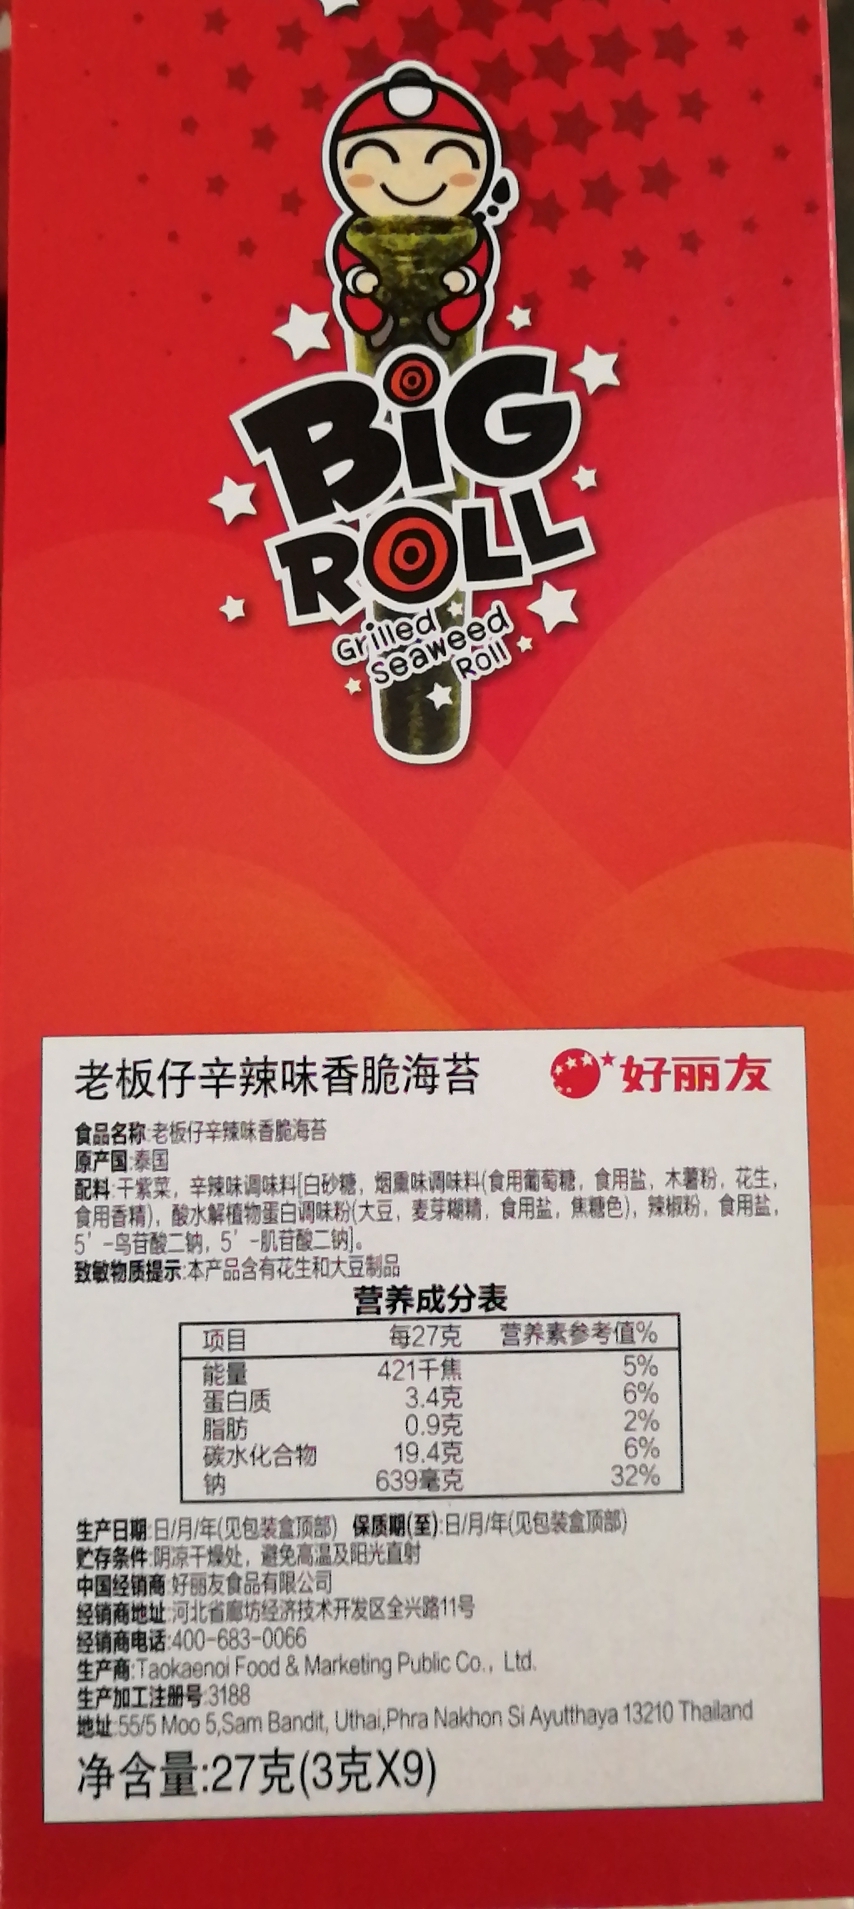 BiG
ROLL
Grilled
Seaweed
Roll
老板仔辛辣味香脆海苔 好丽友
食品名称:老板仔辛辣味香脆海苔
原产国:泰国
配料:干紫菜，辛辣味调味料[白砂糖，烟熏味调味料(食用葡萄糖，食用盐，木薯粉，花生，
食用香精)，酸水解植物蛋白调味粉(大豆，麦芽糊精，食用盐，焦糖色)，辣椒粉，食用盐，
5'-鸟苷酸二钠，5'-肌苷酸二钠]。
致敏物质提示:本产品含有花生和大豆制品
营养成分表
项目 每27克 营养素参考值%
能量 421千焦 5%
蛋白质 3.4克 6%
脂肪 0.9克 2%
碳水化合物 19.4克 6%
钠 639毫克 32%
生产日期:日/月/年(见包装盒顶部) 保质期(至):日/月/年(见包装盒顶部)
贮存条件:阴凉干燥处，避免高温及阳光直射
中国经销商:好丽友食品有限公司
经销商地址:河北省廊坊经济技术开发区全兴路11号
经销商电话:400-683-0066
生产商:Taokaenoi Food & Marketing Public Co., Ltd.
生产加工注册号:3188
地址:55/5 Moo 5,Sam Bandit, Uthai,Phra Nakhon Si Ayutthaya 13210 Thailand
净含量:27克(3克X9)